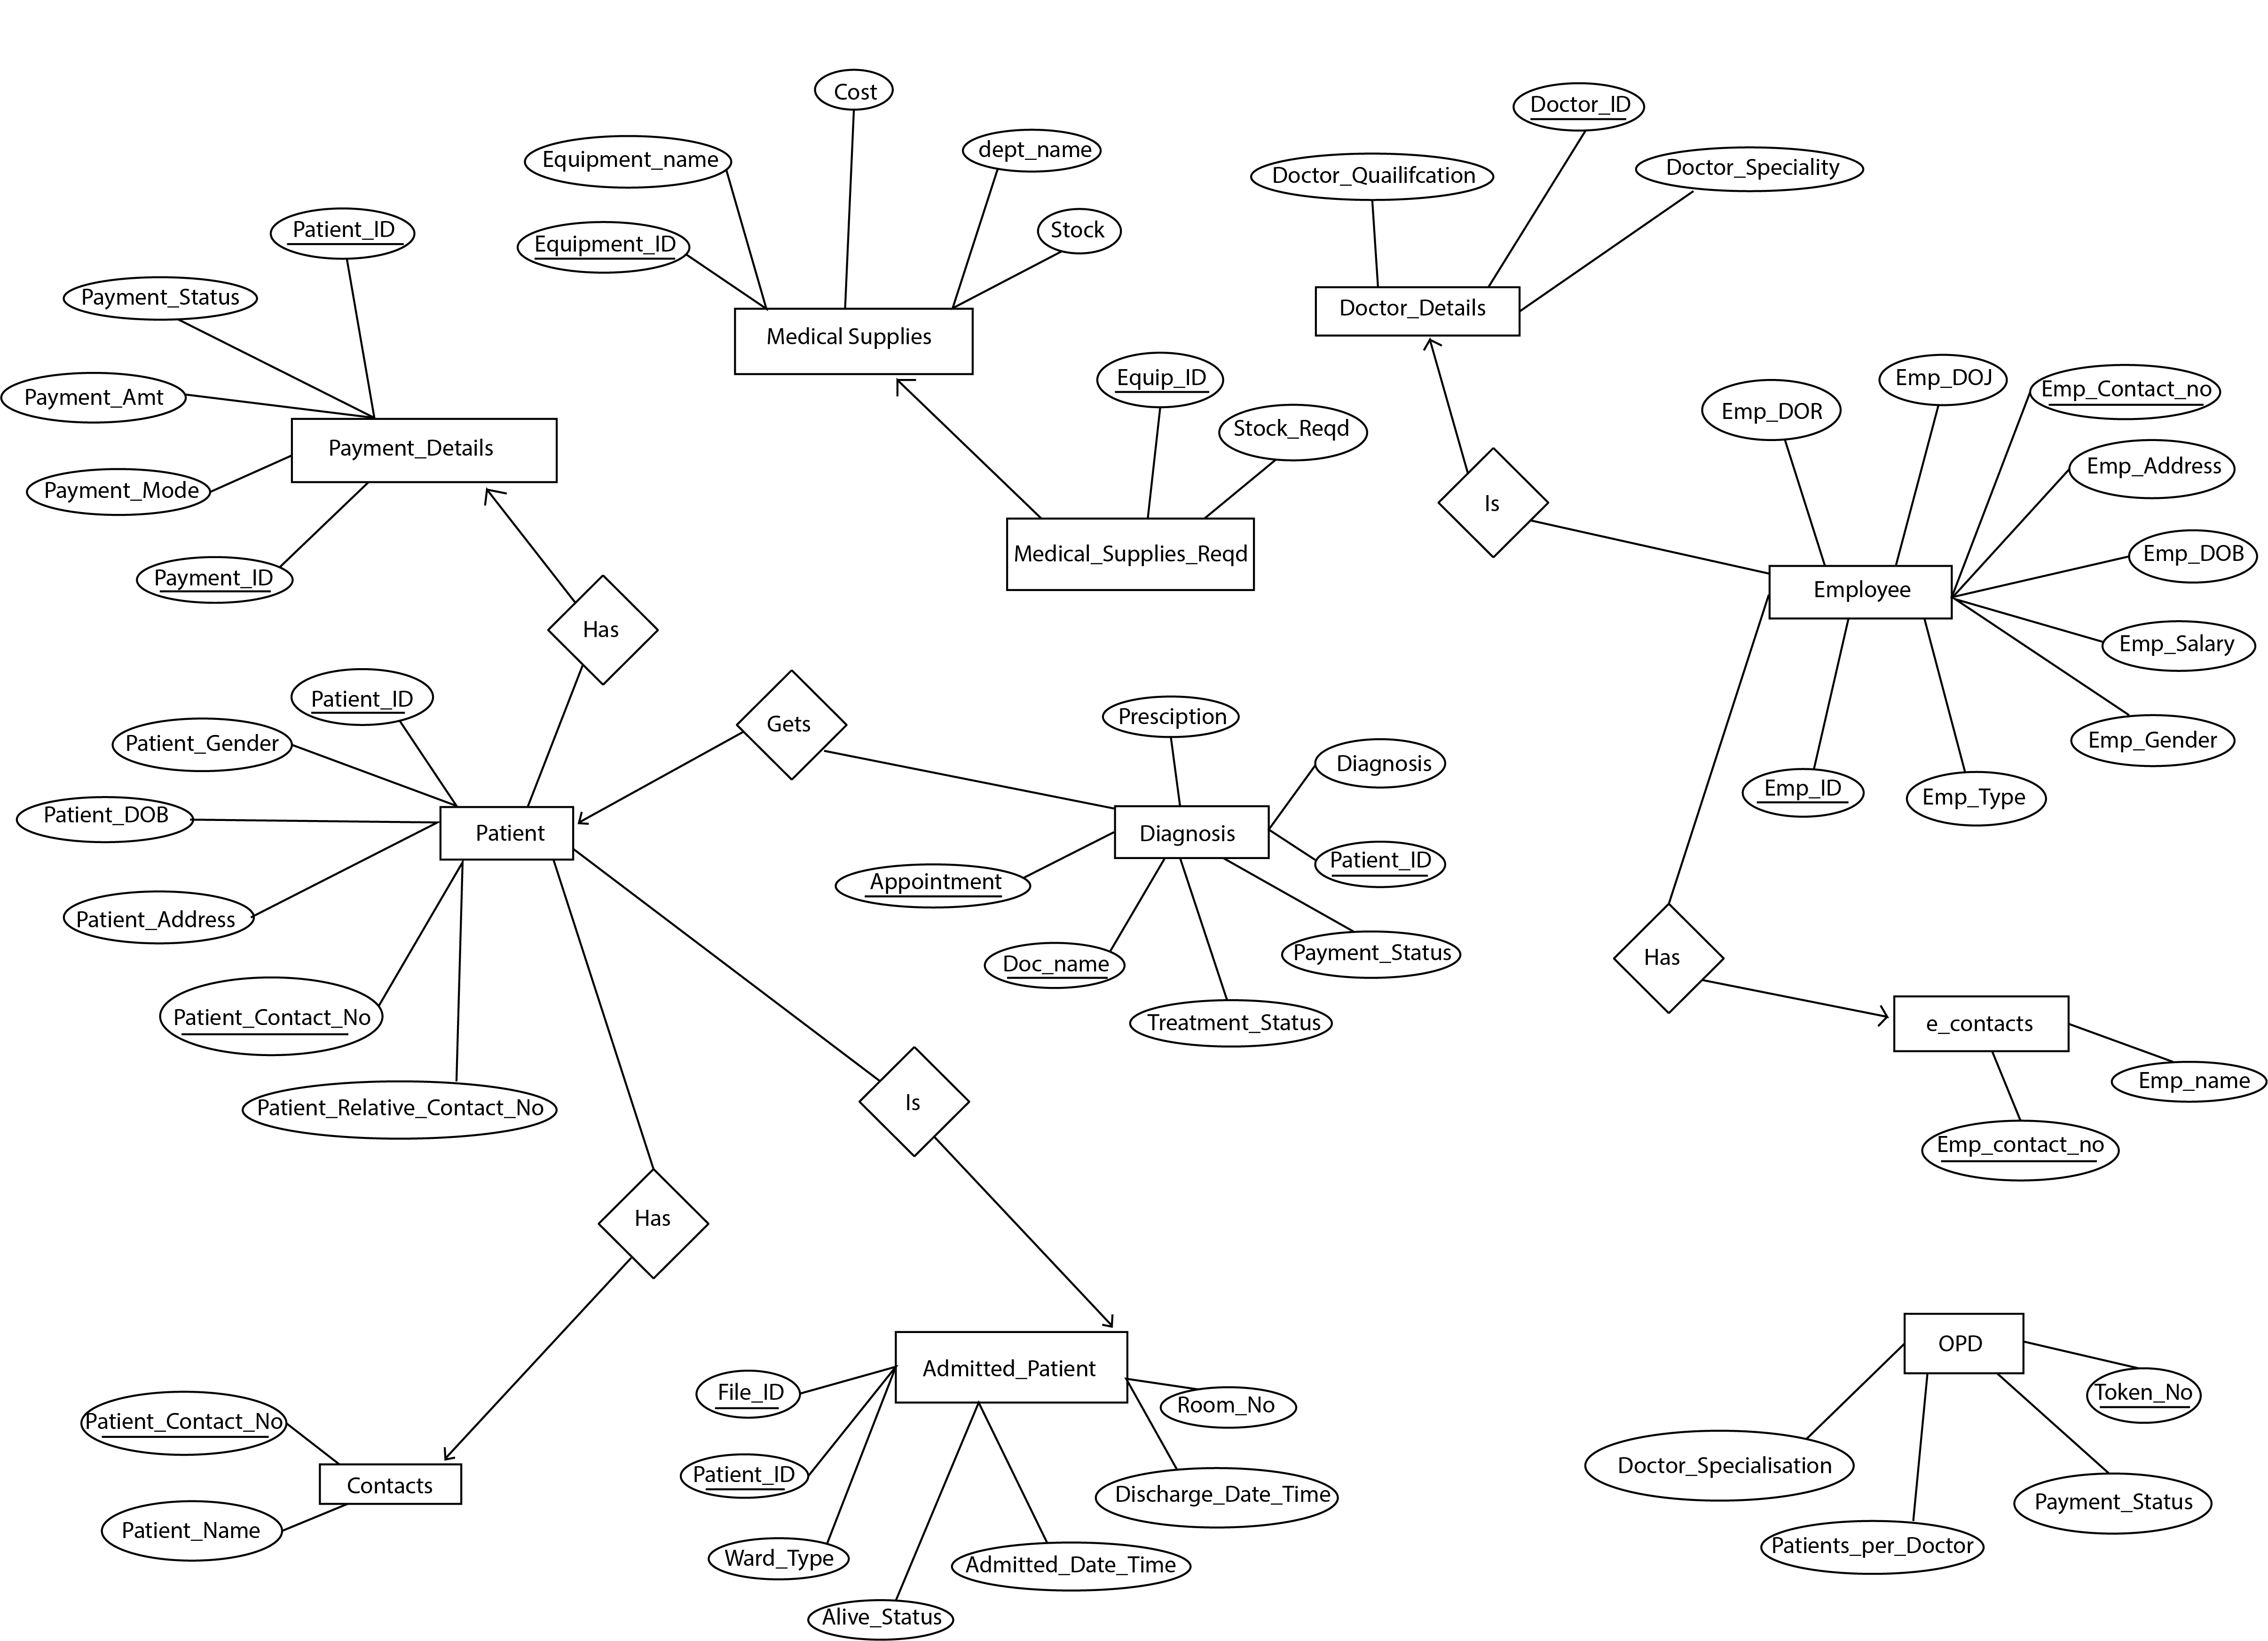 Cost
Doctor_ID
Equipment_name
dept_name
Doctor_Quailifcation
Doctor_Speciality
Patient_ID
Equipment_ID
Stock
Payment_Status
Medical Supplies
Doctor_Details
Payment_Amt
Equip_ID
Emp_DOR
Emp_DOJ
Emp_Contact_no
Payment_Details
Stock_Reqd
Emp_Address
Payment_Mode
Is
Medical_Supplies_Reqd
Emp_DOB
Payment_ID
Employee
Has
Emp_Salary
Patient_ID
Gets
Presciption
Patient_Gender
Diagnosis
Emp_Gender
Emp_ID
Emp_Type
Patient_DOB
Patient
Diagnosis
Patient_ID
Appointment
Patient_Address
Doc_name
Payment_Status
Has
Patient_Contact_No
Treatment_Status
e_contacts
Patient_Relative_Contact_No
Is
Emp_name
Emp_contact_no
Has
OPD
Admitted_Patient
File_ID
Room_No
Token_No
Patient_Contact_No
Doctor_Specialisation
Patient_ID
Contacts
Discharge_Date_Time
Payment_Status
Patient_Name
Ward_Type
Admitted_Date_Time
Patients_per_Doctor
Alive_Status